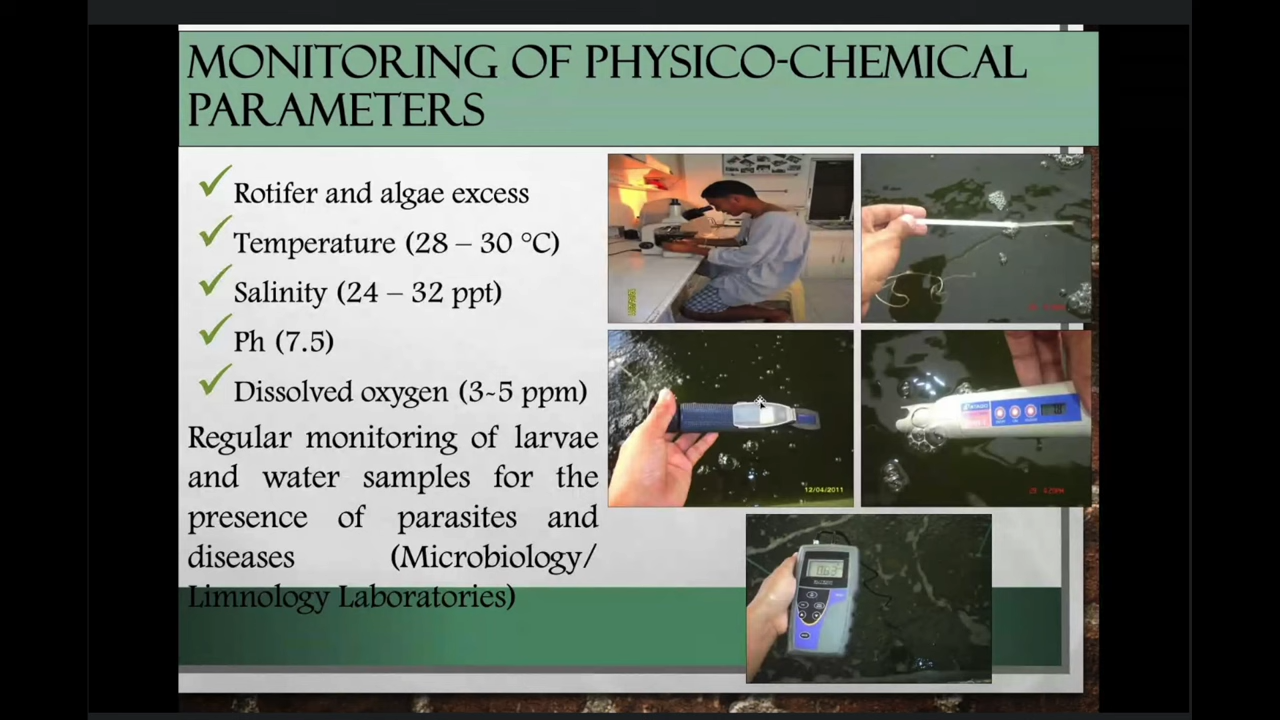 MONITORING OF PHYSICO-CHEMICAL
PARAMETERS
Rotifer and algae excess
Temperature (28 – 30 °C)
Salinity (24 – 32 ppt)
Ph (7.5)
Dissolved oxygen (3-5 ppm)
Regular monitoring of larvae
and water samples for the
presence of parasites and
diseases (Microbiology/
Limnology Laboratories)
12/04/2011